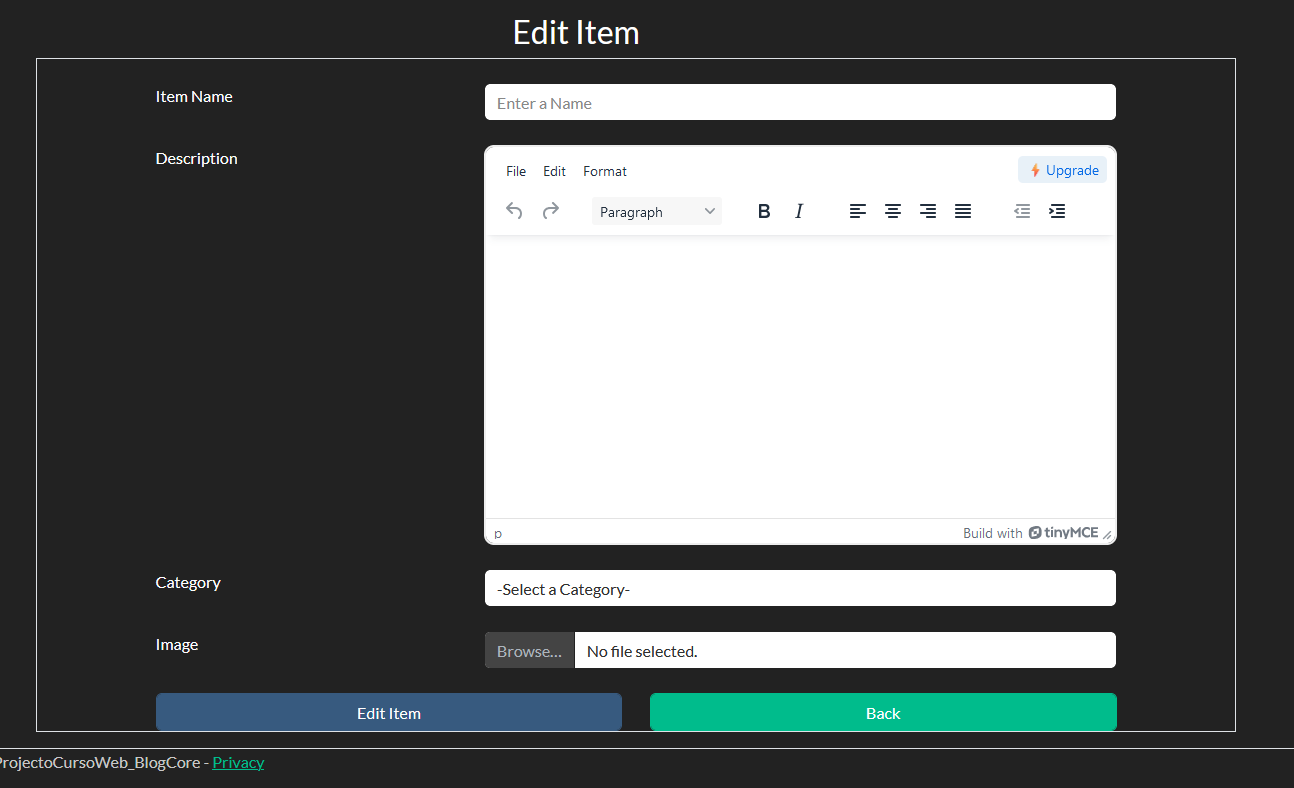 Edit Item
Item Name
Enter a Name
Description
File Edit Format Upgrade
Paragraph B I
p Build with tinyMCE
Category
-Select a Category-
Image
Browse... No file selected.
Edit Item Back
ProjectoCursoWeb_BlogCore - Privacy